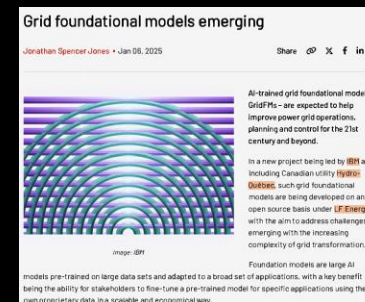 Grid foundational models emerging
Jonathan Spencer Jones • Jan 06, 2025
Share
AI-trained grid foundational model
GridFMs – are expected to help
improve power grid operations,
planning and control for the 21st
century and beyond.
In a new project being led by IBM a
including Canadian utility Hydro-
Québec, such grid foundational
models are being developed on an
open source basis under LF Energ
with the aim to address challenges
emerging with the increasing
complexity of grid transformation.
Image: IBM
Foundation models are large AI
models pre-trained on large data sets and adapted to a broad set of applications, with a key benefit
being the ability for stakeholders to fine-tune a pre-trained model for specific applications using the
own proprietary data in a scalable and economical way.